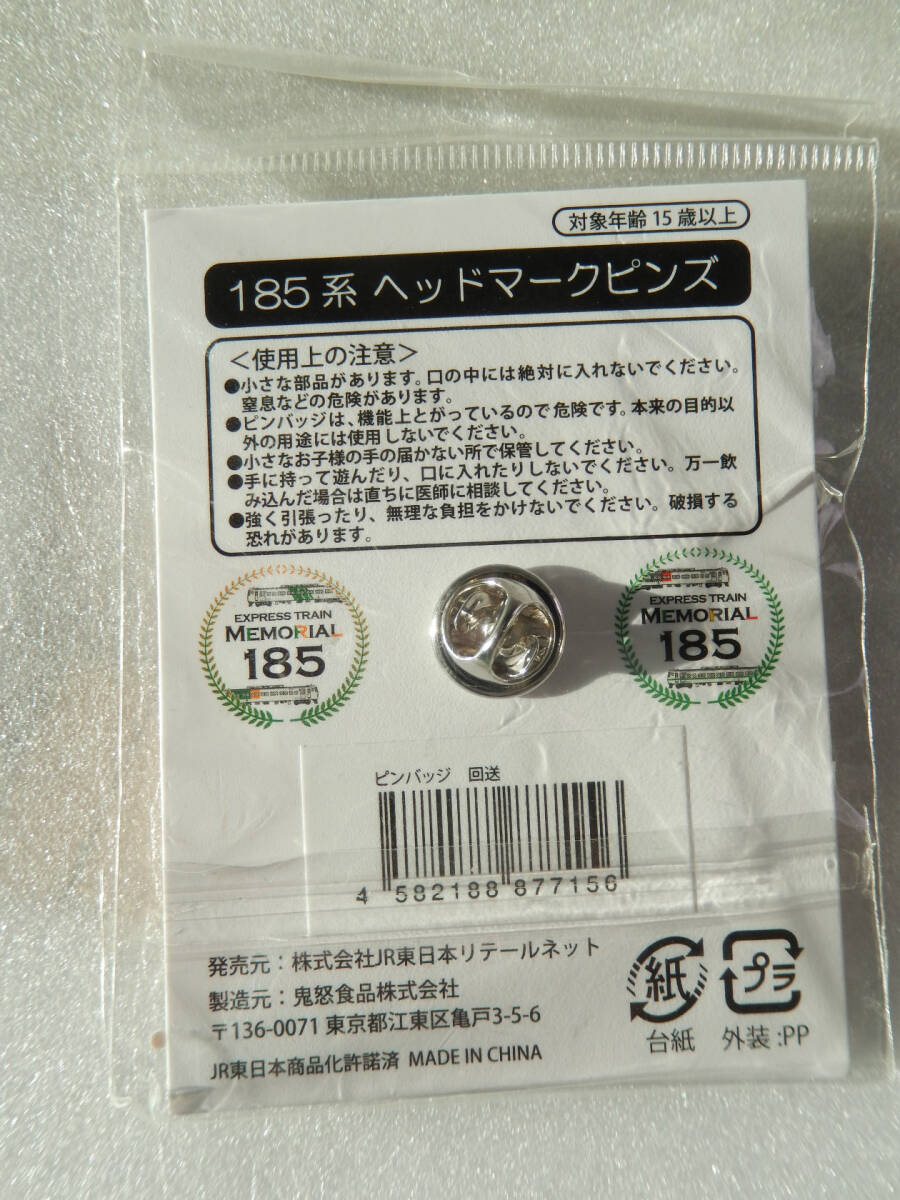 対象年齢 15 歳以上
185 系 ヘッドマークピンズ
＜使用上の注意＞
●小さな部品があります。口の中には絶対に入れないでください。
窒息などの危険があります。
●ピンバッジは、機能上とがっているので危険です。本来の目的以
外の用途には使用しないでください。
●小さなお子様の手の届かない所で保管してください。
●手に持って遊んだり、口に入れたりしないでください。万一飲
み込んだ場合は直ちに医師に相談してください。
●強く引張ったり、無理な負担をかけないでください。破損する
恐れがあります。
EXPRESS TRAIN
MEMORIAL
185
EXPRESS TRAIN
MEMORIAL
185
ピンバッジ 回送
4 582188 877156
発売元：株式会社JR東日本リテールネット
製造元：鬼怒食品株式会社
〒136-0071 東京都江東区亀戸3-5-6
JR東日本商品化許諾済 MADE IN CHINA
紙
台紙
プラ
外装:PP